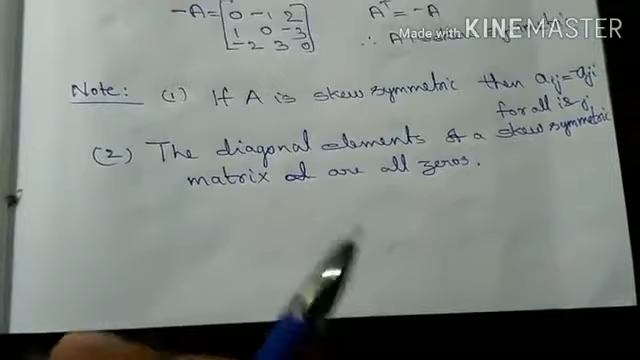 -A = [0 -1 2
1 0 -3
-2 3 0]
Aᵀ = -A
∴ A
Made with KINEMASTER
Note: (1) If A is skew symmetric then aij = -aji
for all i & j
(2) The diagonal elements of a skew symmetric
matrix are all zeros.